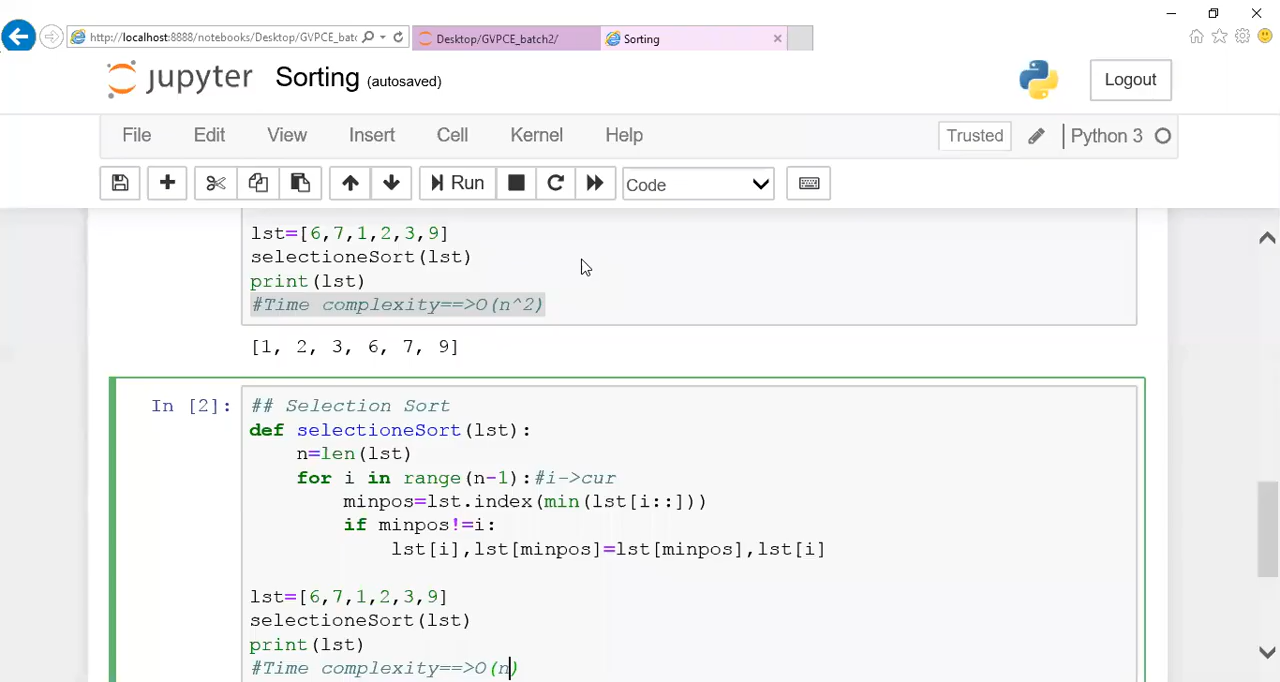 http://localhost:8888/notebooks/Desktop/GVPCE_batc
Desktop/GVPCE_batch2/
Sorting
jupyter Sorting (autosaved)
Logout
File Edit View Insert Cell Kernel Help
Trusted Python 3
Run Code
lst=[6,7,1,2,3,9]
selectioneSort(lst)
print(lst)
#Time complexity==>O(n^2)
[1, 2, 3, 6, 7, 9]
In [2]:
## Selection Sort
def selectioneSort(lst):
    n=len(lst)
    for i in range(n-1):#i->cur
        minpos=lst.index(min(lst[i::]))
        if minpos!=i:
            lst[i],lst[minpos]=lst[minpos],lst[i]
lst=[6,7,1,2,3,9]
selectioneSort(lst)
print(lst)
#Time complexity==>O(n)